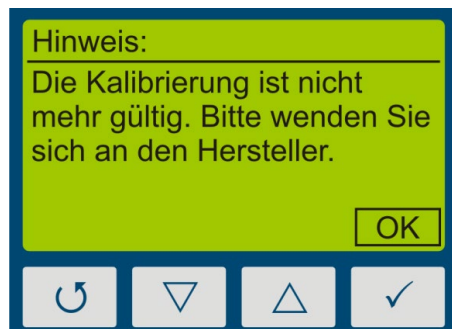 Hinweis:
Die Kalibrierung ist nicht
mehr gültig. Bitte wenden Sie
sich an den Hersteller.
OK